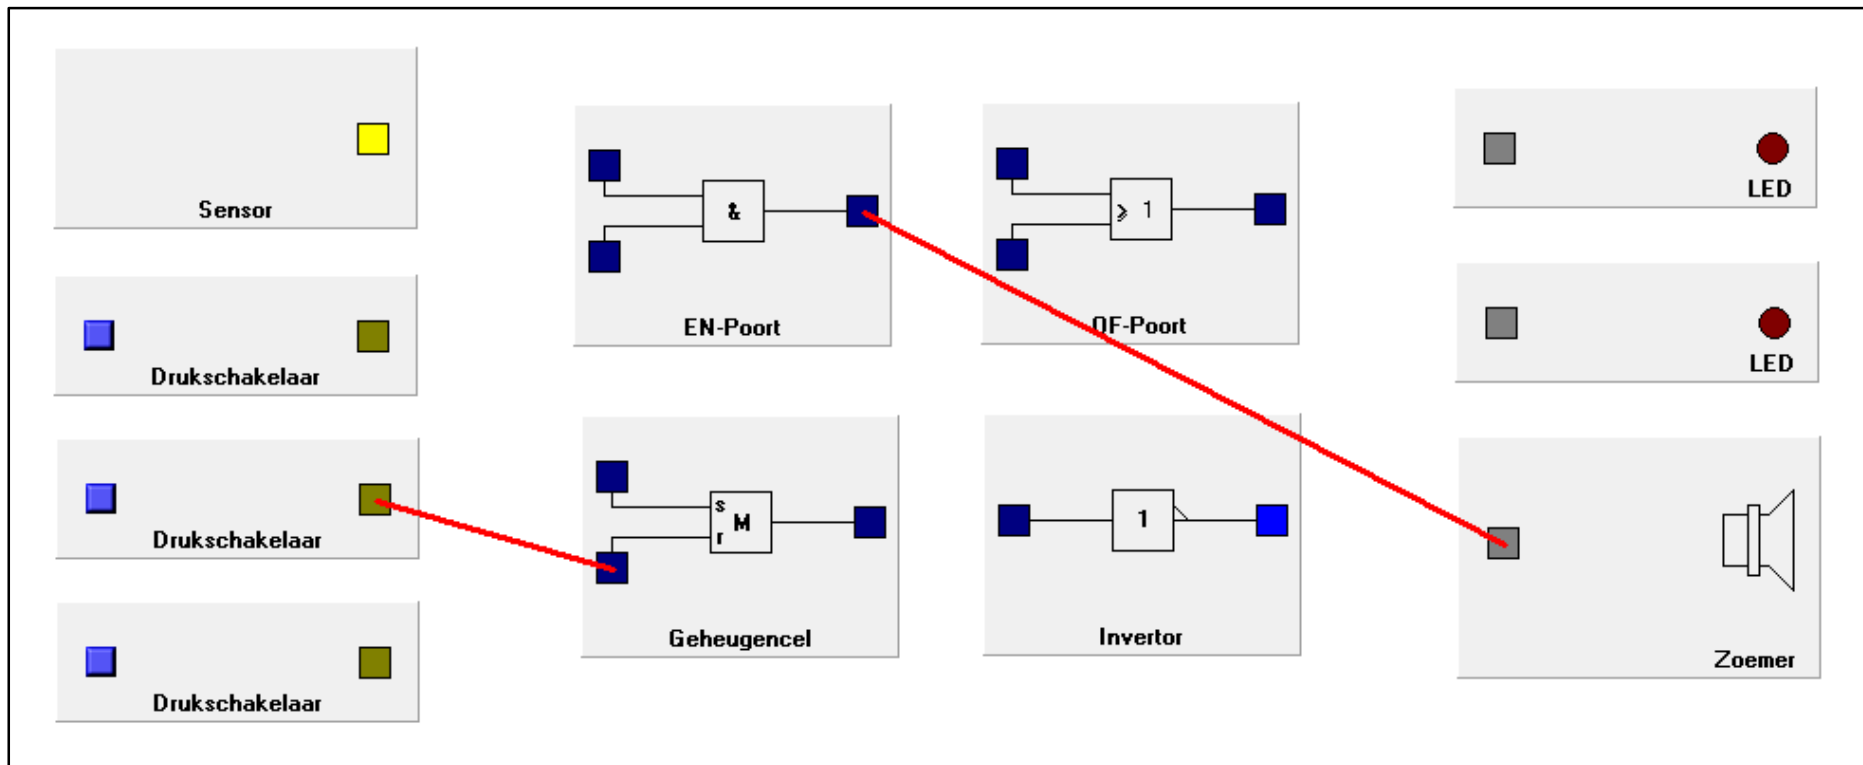 Sensor
Drukschakelaar
Drukschakelaar
Drukschakelaar
&
EN-Poort
≥ 1
OF-Poort
s
M
r
Geheugencel
1
Invertor
LED
LED
Zoemer